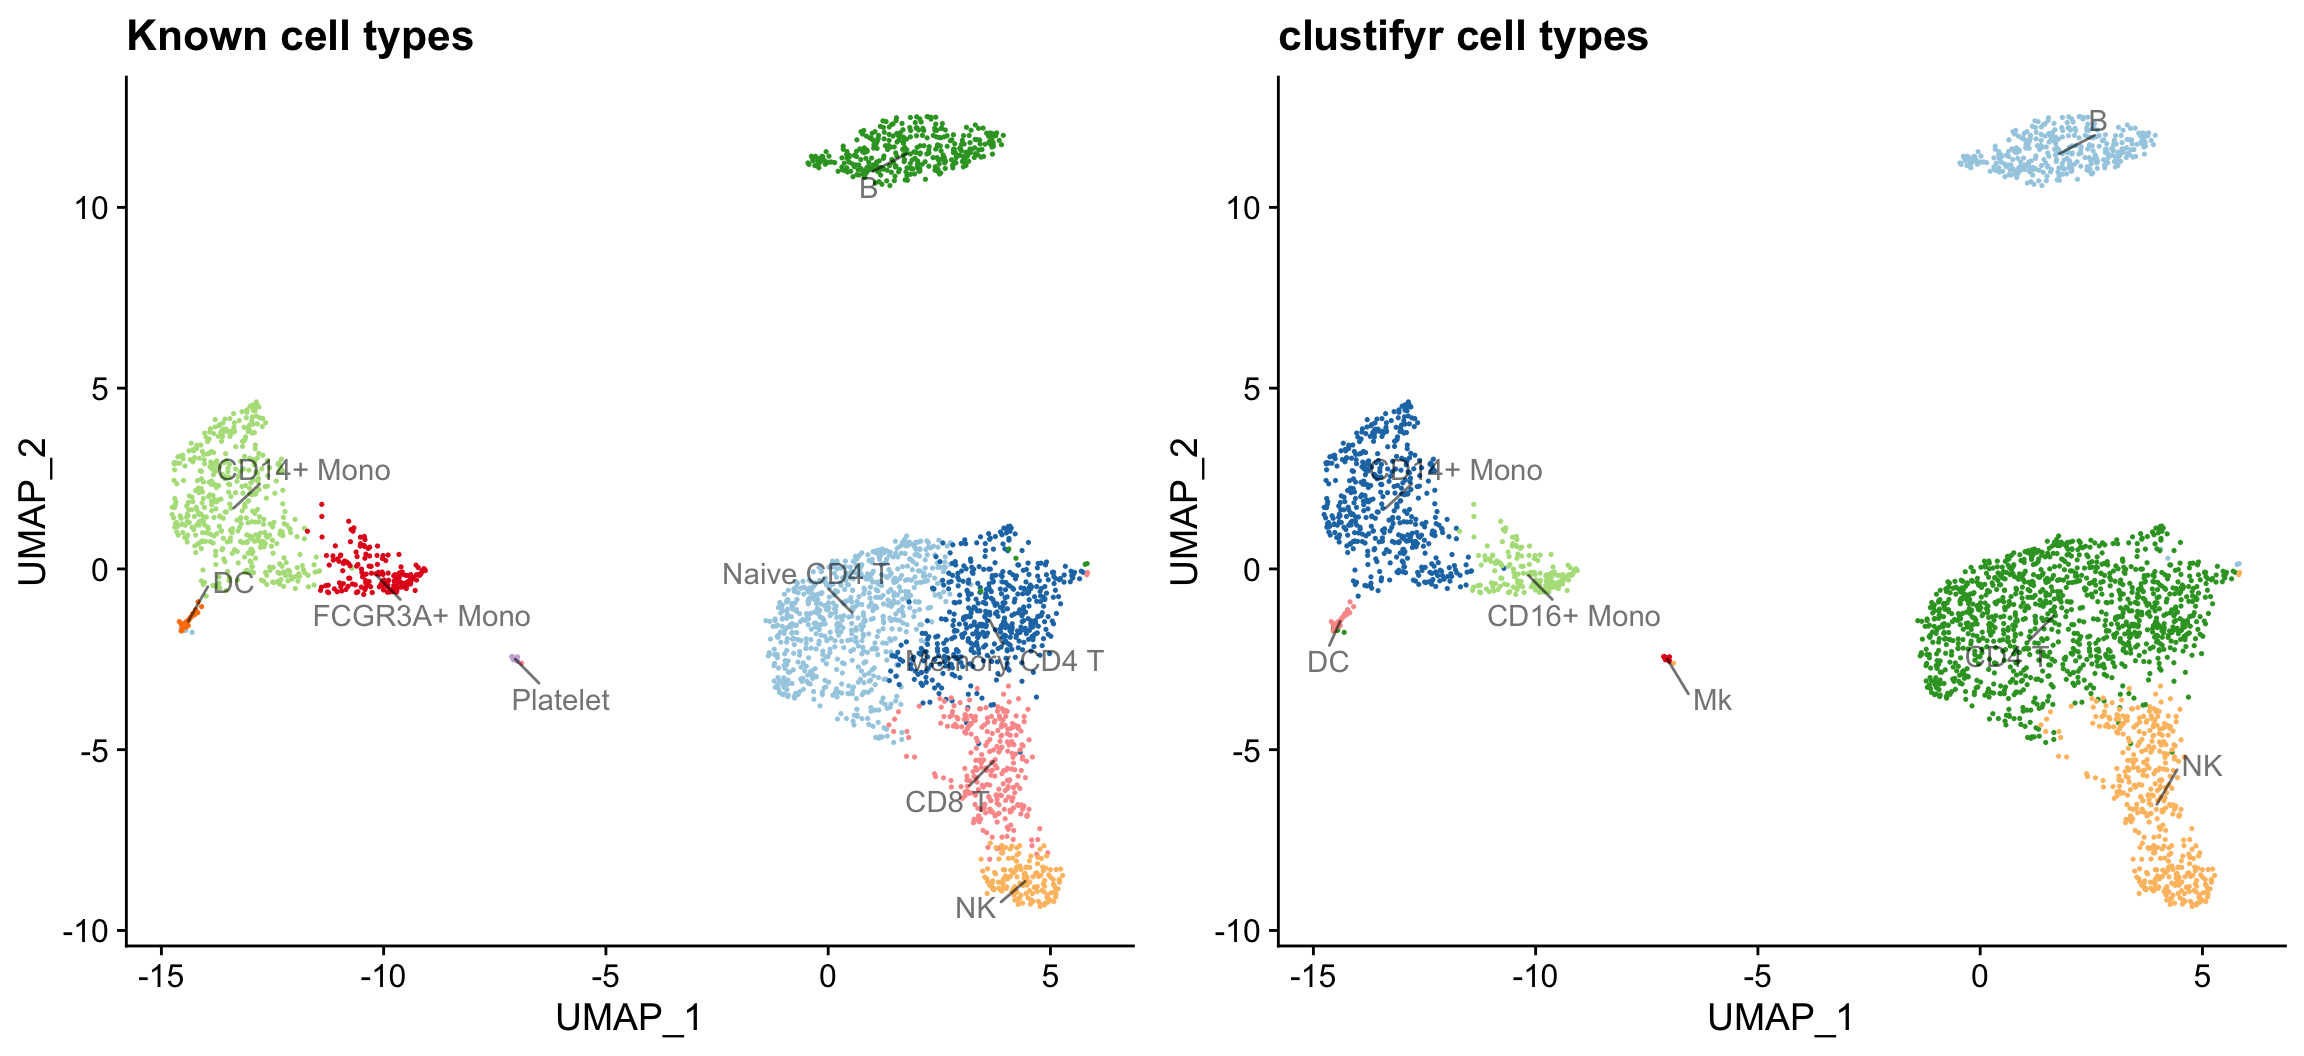 Known cell types
B
10
5
CD14+ Mono
UMAP_2
0
Naive CD4 T
DC
FCGR3A+ Mono
Memory CD4 T
Platelet
-5
CD8 T
NK
-10
-15
-10
-5
0
5
UMAP_1
clustifyr cell types
B
10
5
CD14+ Mono
UMAP_2
0
CD16+ Mono
CD4 T
DC
Mk
-5
NK
-10
-15
-10
-5
0
5
UMAP_1